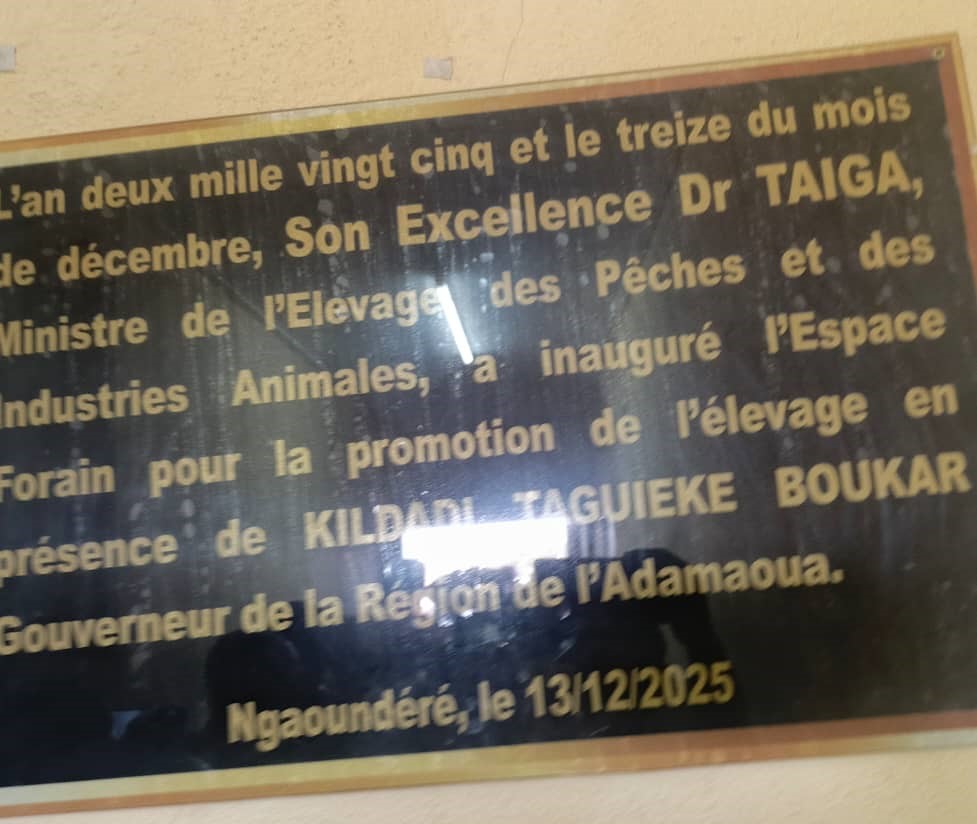 L'an deux mille vingt cinq et le treize du mois
de décembre, Son Excellence Dr TAIGA,
Ministre de l'Elevage des Pêches et des
Industries Animales, a inauguré l'Espace
Forain pour la promotion de l'élevage en
présence de KILDADI TAGUIEKE BOUKAR
Gouverneur de la Région de l'Adamaoua.
Ngaoundéré, le 13/12/2025